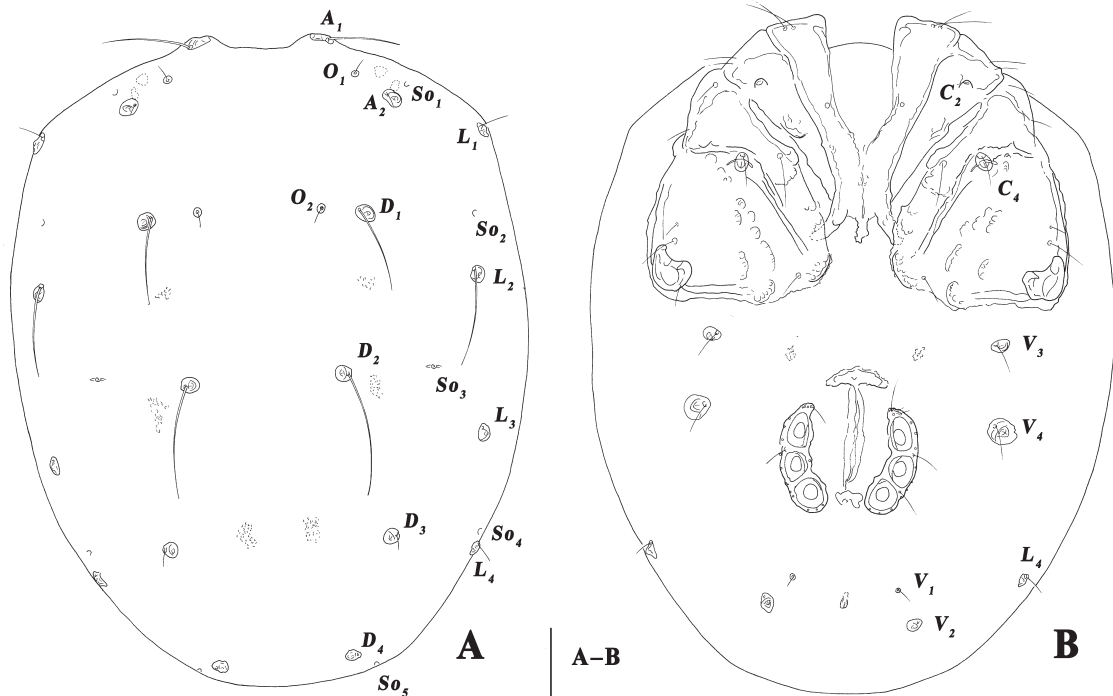 A₁
O₁
A₂
So₁
L₁
O₂
D₁
So₂
L₂
D₂
So₃
L₃
D₃
So₄
L₄
D₄
So₅
A
A–B
C₂
C₄
V₃
V₄
L₄
V₁
V₂
B